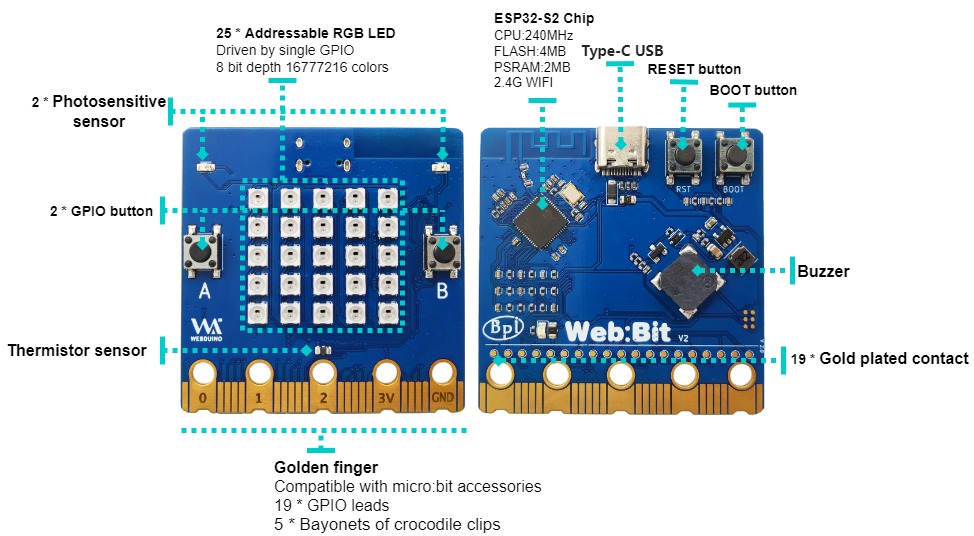 25 * Addressable RGB LED
Driven by single GPIO
8 bit depth 16777216 colors
ESP32-S2 Chip
CPU:240MHz
FLASH:4MB
PSRAM:2MB
2.4G WIFI
Type-C USB
RESET button
BOOT button
2 * Photosensitive
sensor
RST
BOOT
2 * GPIO button
A
B
Buzzer
WEBDUINO
Bpi
Web:Bit
V2
Thermistor sensor
19 * Gold plated contact
0
1
2
3V
GND
Golden finger
Compatible with micro:bit accessories
19 * GPIO leads
5 * Bayonets of crocodile clips